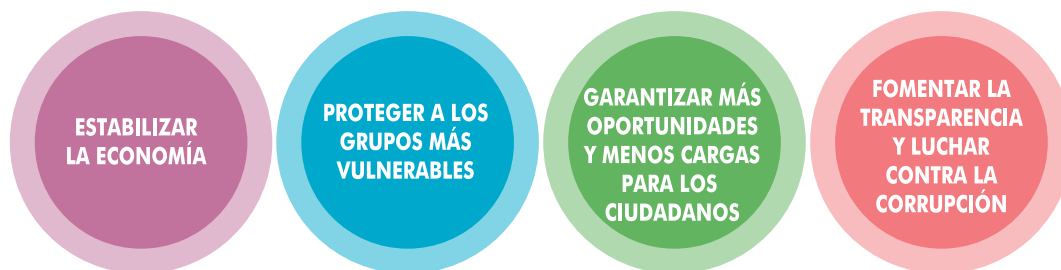 ESTABILIZAR
LA ECONOMÍA
PROTEGER A LOS
GRUPOS MÁS
VULNERABLES
GARANTIZAR MÁS
OPORTUNIDADES
Y MENOS CARGAS
PARA LOS
CIUDADANOS
FOMENTAR LA
TRANSPARENCIA
Y LUCHAR
CONTRA LA
CORRUPCIÓN